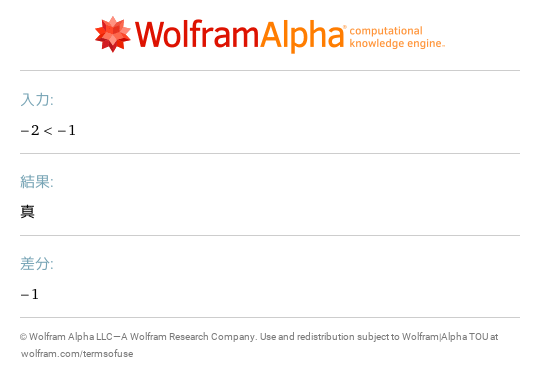 WolframAlpha computational
knowledge engine™
入力:
−2 < −1
結果:
真
差分:
−1
© Wolfram Alpha LLC—A Wolfram Research Company. Use and redistribution subject to Wolfram|Alpha TOU at
wolfram.com/termsofuse